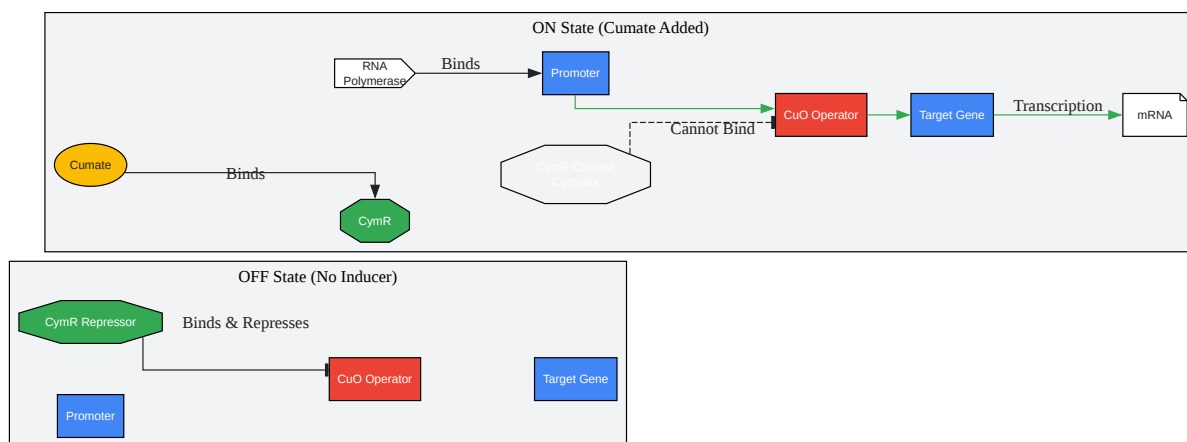 ON State (Cumate Added)
RNA
Polymerase
Binds
Promoter
CuO Operator
Target Gene
Transcription
mRNA
Cannot Bind
CymR-Cumate
Complex
Cumate
Binds
CymR
OFF State (No Inducer)
CymR Repressor
Binds & Represses
CuO Operator
Target Gene
Promoter